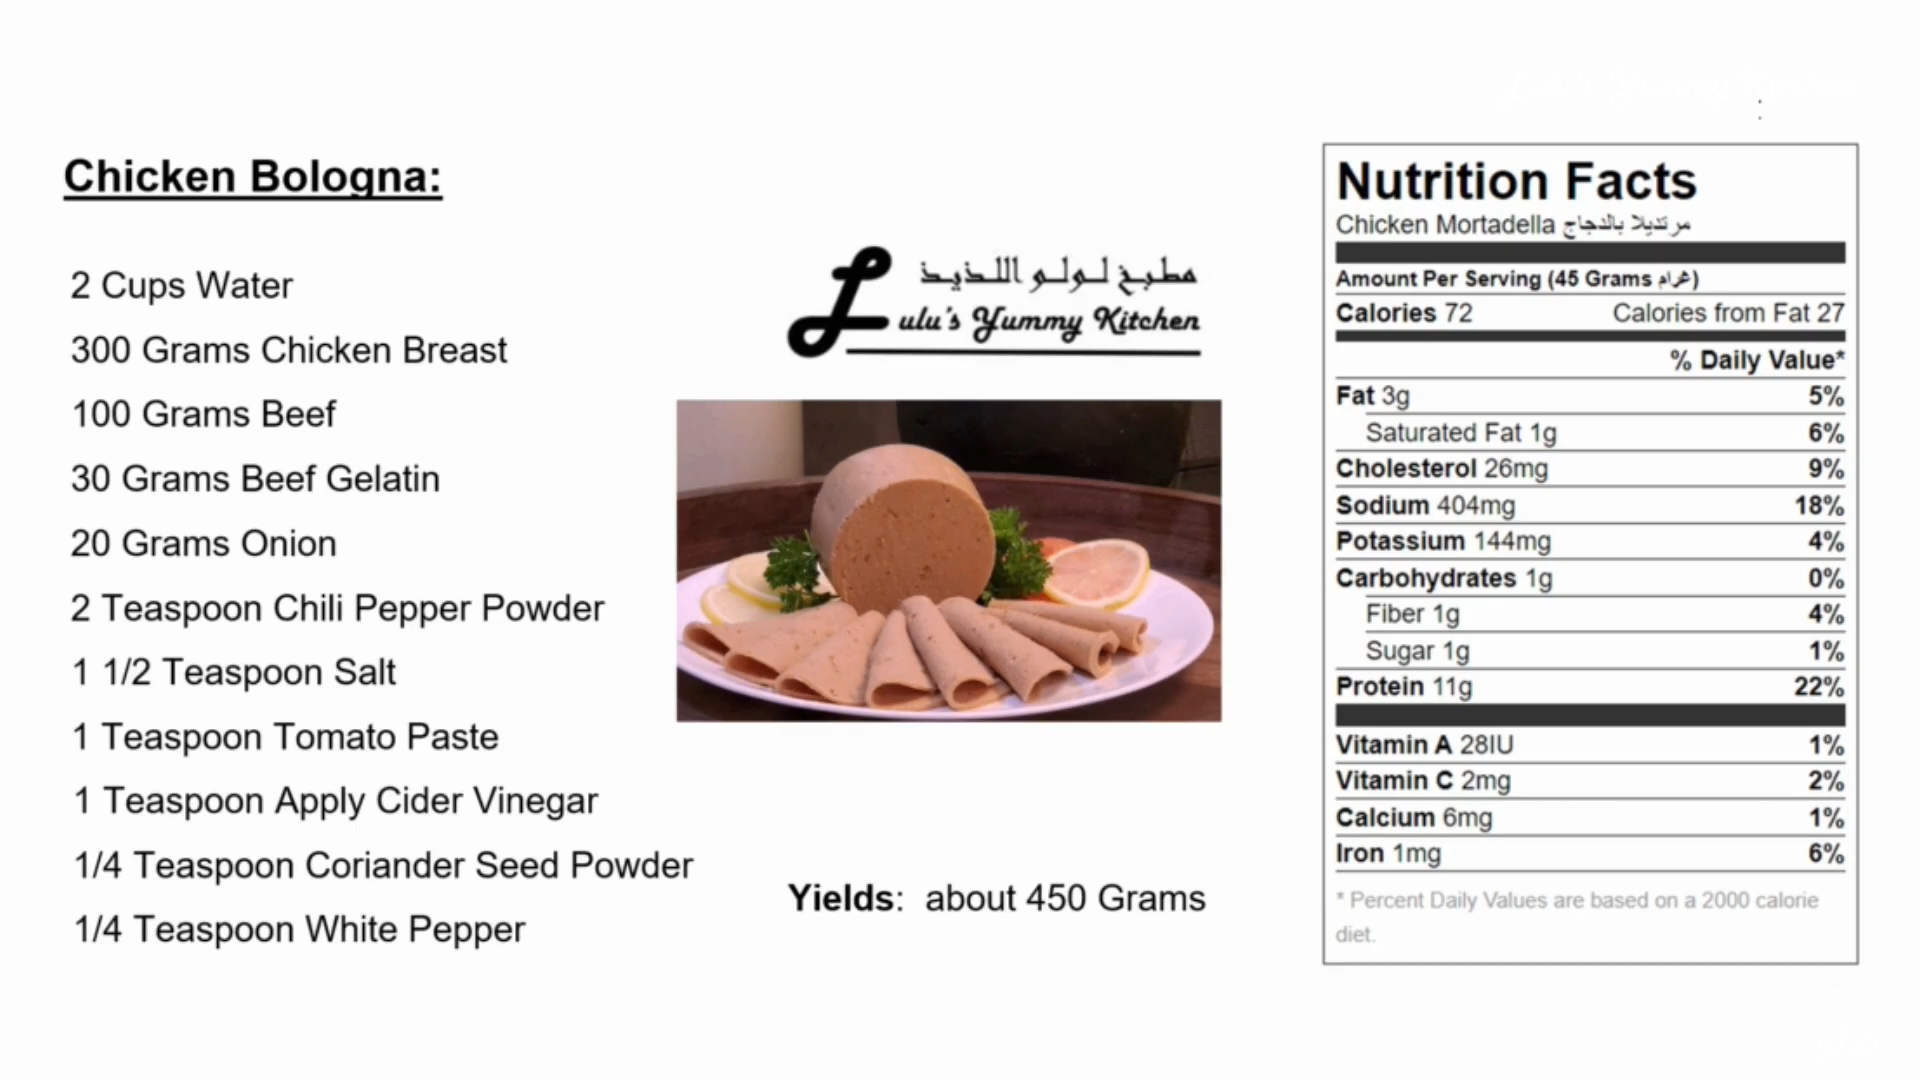 Chicken Bologna:
2 Cups Water
300 Grams Chicken Breast
100 Grams Beef
30 Grams Beef Gelatin
20 Grams Onion
2 Teaspoon Chili Pepper Powder
1 1/2 Teaspoon Salt
1 Teaspoon Tomato Paste
1 Teaspoon Apply Cider Vinegar
1/4 Teaspoon Coriander Seed Powder
1/4 Teaspoon White Pepper
مطبخ لولو اللذيذ
Lulu's Yummy Kitchen
Yields: about 450 Grams
Lulu's Yummy Kitchen
Nutrition Facts
Chicken Mortadella مرتديلا بالدجاج
Amount Per Serving (45 Grams غرام)
Calories 72 Calories from Fat 27
% Daily Value*
Fat 3g 5%
Saturated Fat 1g 6%
Cholesterol 26mg 9%
Sodium 404mg 18%
Potassium 144mg 4%
Carbohydrates 1g 0%
Fiber 1g 4%
Sugar 1g 1%
Protein 11g 22%
Vitamin A 28IU 1%
Vitamin C 2mg 2%
Calcium 6mg 1%
Iron 1mg 6%
* Percent Daily Values are based on a 2000 calorie
diet.